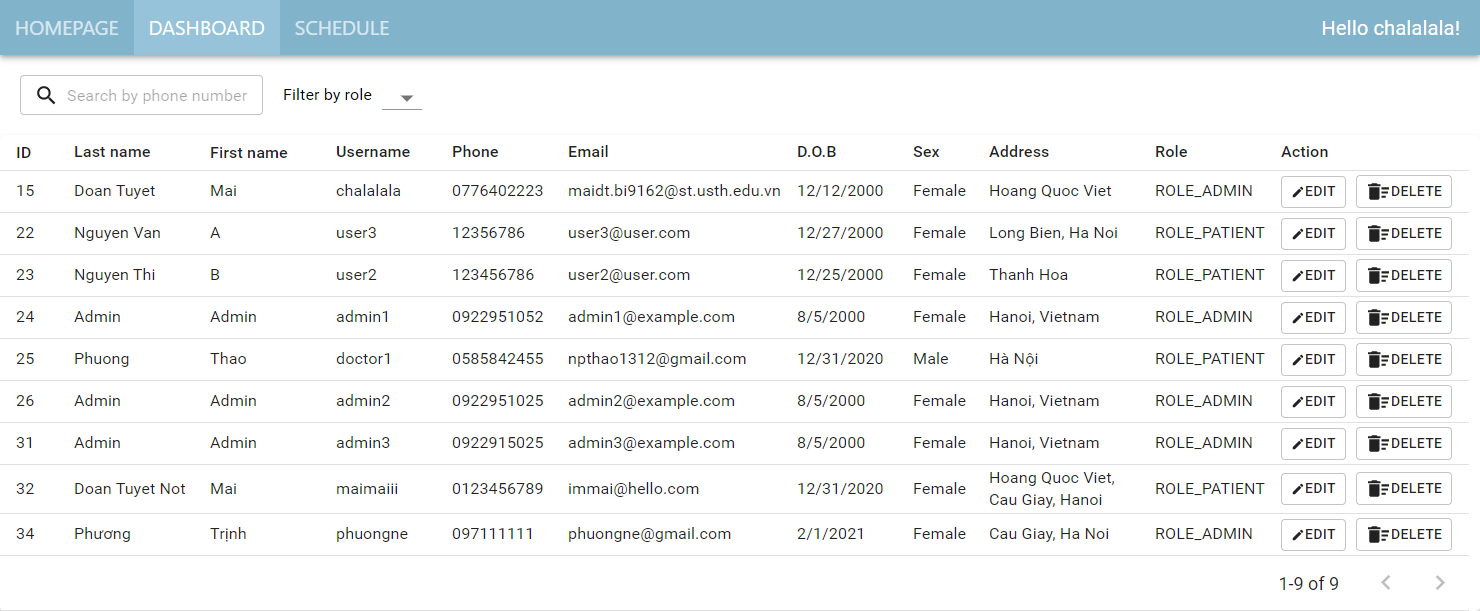 HOMEPAGE DASHBOARD SCHEDULE Hello chalalala!
Search by phone number Filter by role
ID Last name First name Username Phone Email D.O.B Sex Address Role Action
15 Doan Tuyet Mai chalalala 0776402223 maidt.bi9162@st.usth.edu.vn 12/12/2000 Female Hoang Quoc Viet ROLE_ADMIN EDIT DELETE
22 Nguyen Van A user3 12356786 user3@user.com 12/27/2000 Female Long Bien, Ha Noi ROLE_PATIENT EDIT DELETE
23 Nguyen Thi B user2 123456786 user2@user.com 12/25/2000 Female Thanh Hoa ROLE_PATIENT EDIT DELETE
24 Admin Admin admin1 0922951052 admin1@example.com 8/5/2000 Female Hanoi, Vietnam ROLE_ADMIN EDIT DELETE
25 Phuong Thao doctor1 0585842455 npthao1312@gmail.com 12/31/2020 Male Hà Nội ROLE_PATIENT EDIT DELETE
26 Admin Admin admin2 0922951025 admin2@example.com 8/5/2000 Female Hanoi, Vietnam ROLE_ADMIN EDIT DELETE
31 Admin Admin admin3 0922915025 admin3@example.com 8/5/2000 Female Hanoi, Vietnam ROLE_ADMIN EDIT DELETE
32 Doan Tuyet Not Mai maimaiii 0123456789 immai@hello.com 12/31/2020 Female Hoang Quoc Viet, ROLE_PATIENT EDIT DELETE
Cau Giay, Hanoi
34 Phương Trịnh phuongne 097111111 phuongne@gmail.com 2/1/2021 Female Cau Giay, Ha Noi ROLE_ADMIN EDIT DELETE
1-9 of 9